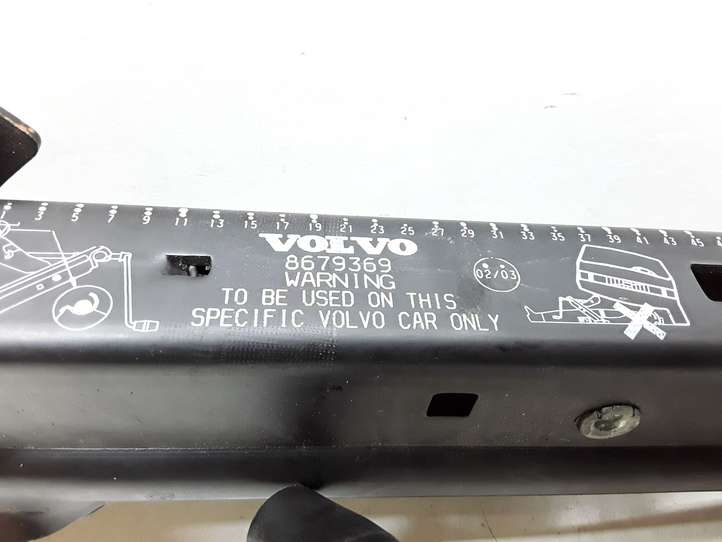 1 3 5 7 9 11 13 15 17 19 21 23 25 27 29 31 33 35 37 39 41 43 45
VOLVO
8679369
02/03
WARNING
TO BE USED ON THIS
SPECIFIC VOLVO CAR ONLY